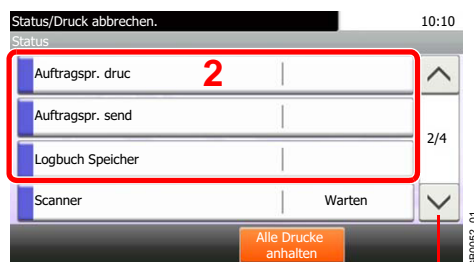 Status/Druck abbrechen. 10:10
Status
Auftragspr. druc 2
Auftragspr. send
2/4
Logbuch Speicher
Scanner Warten
Alle Drucke
anhalten